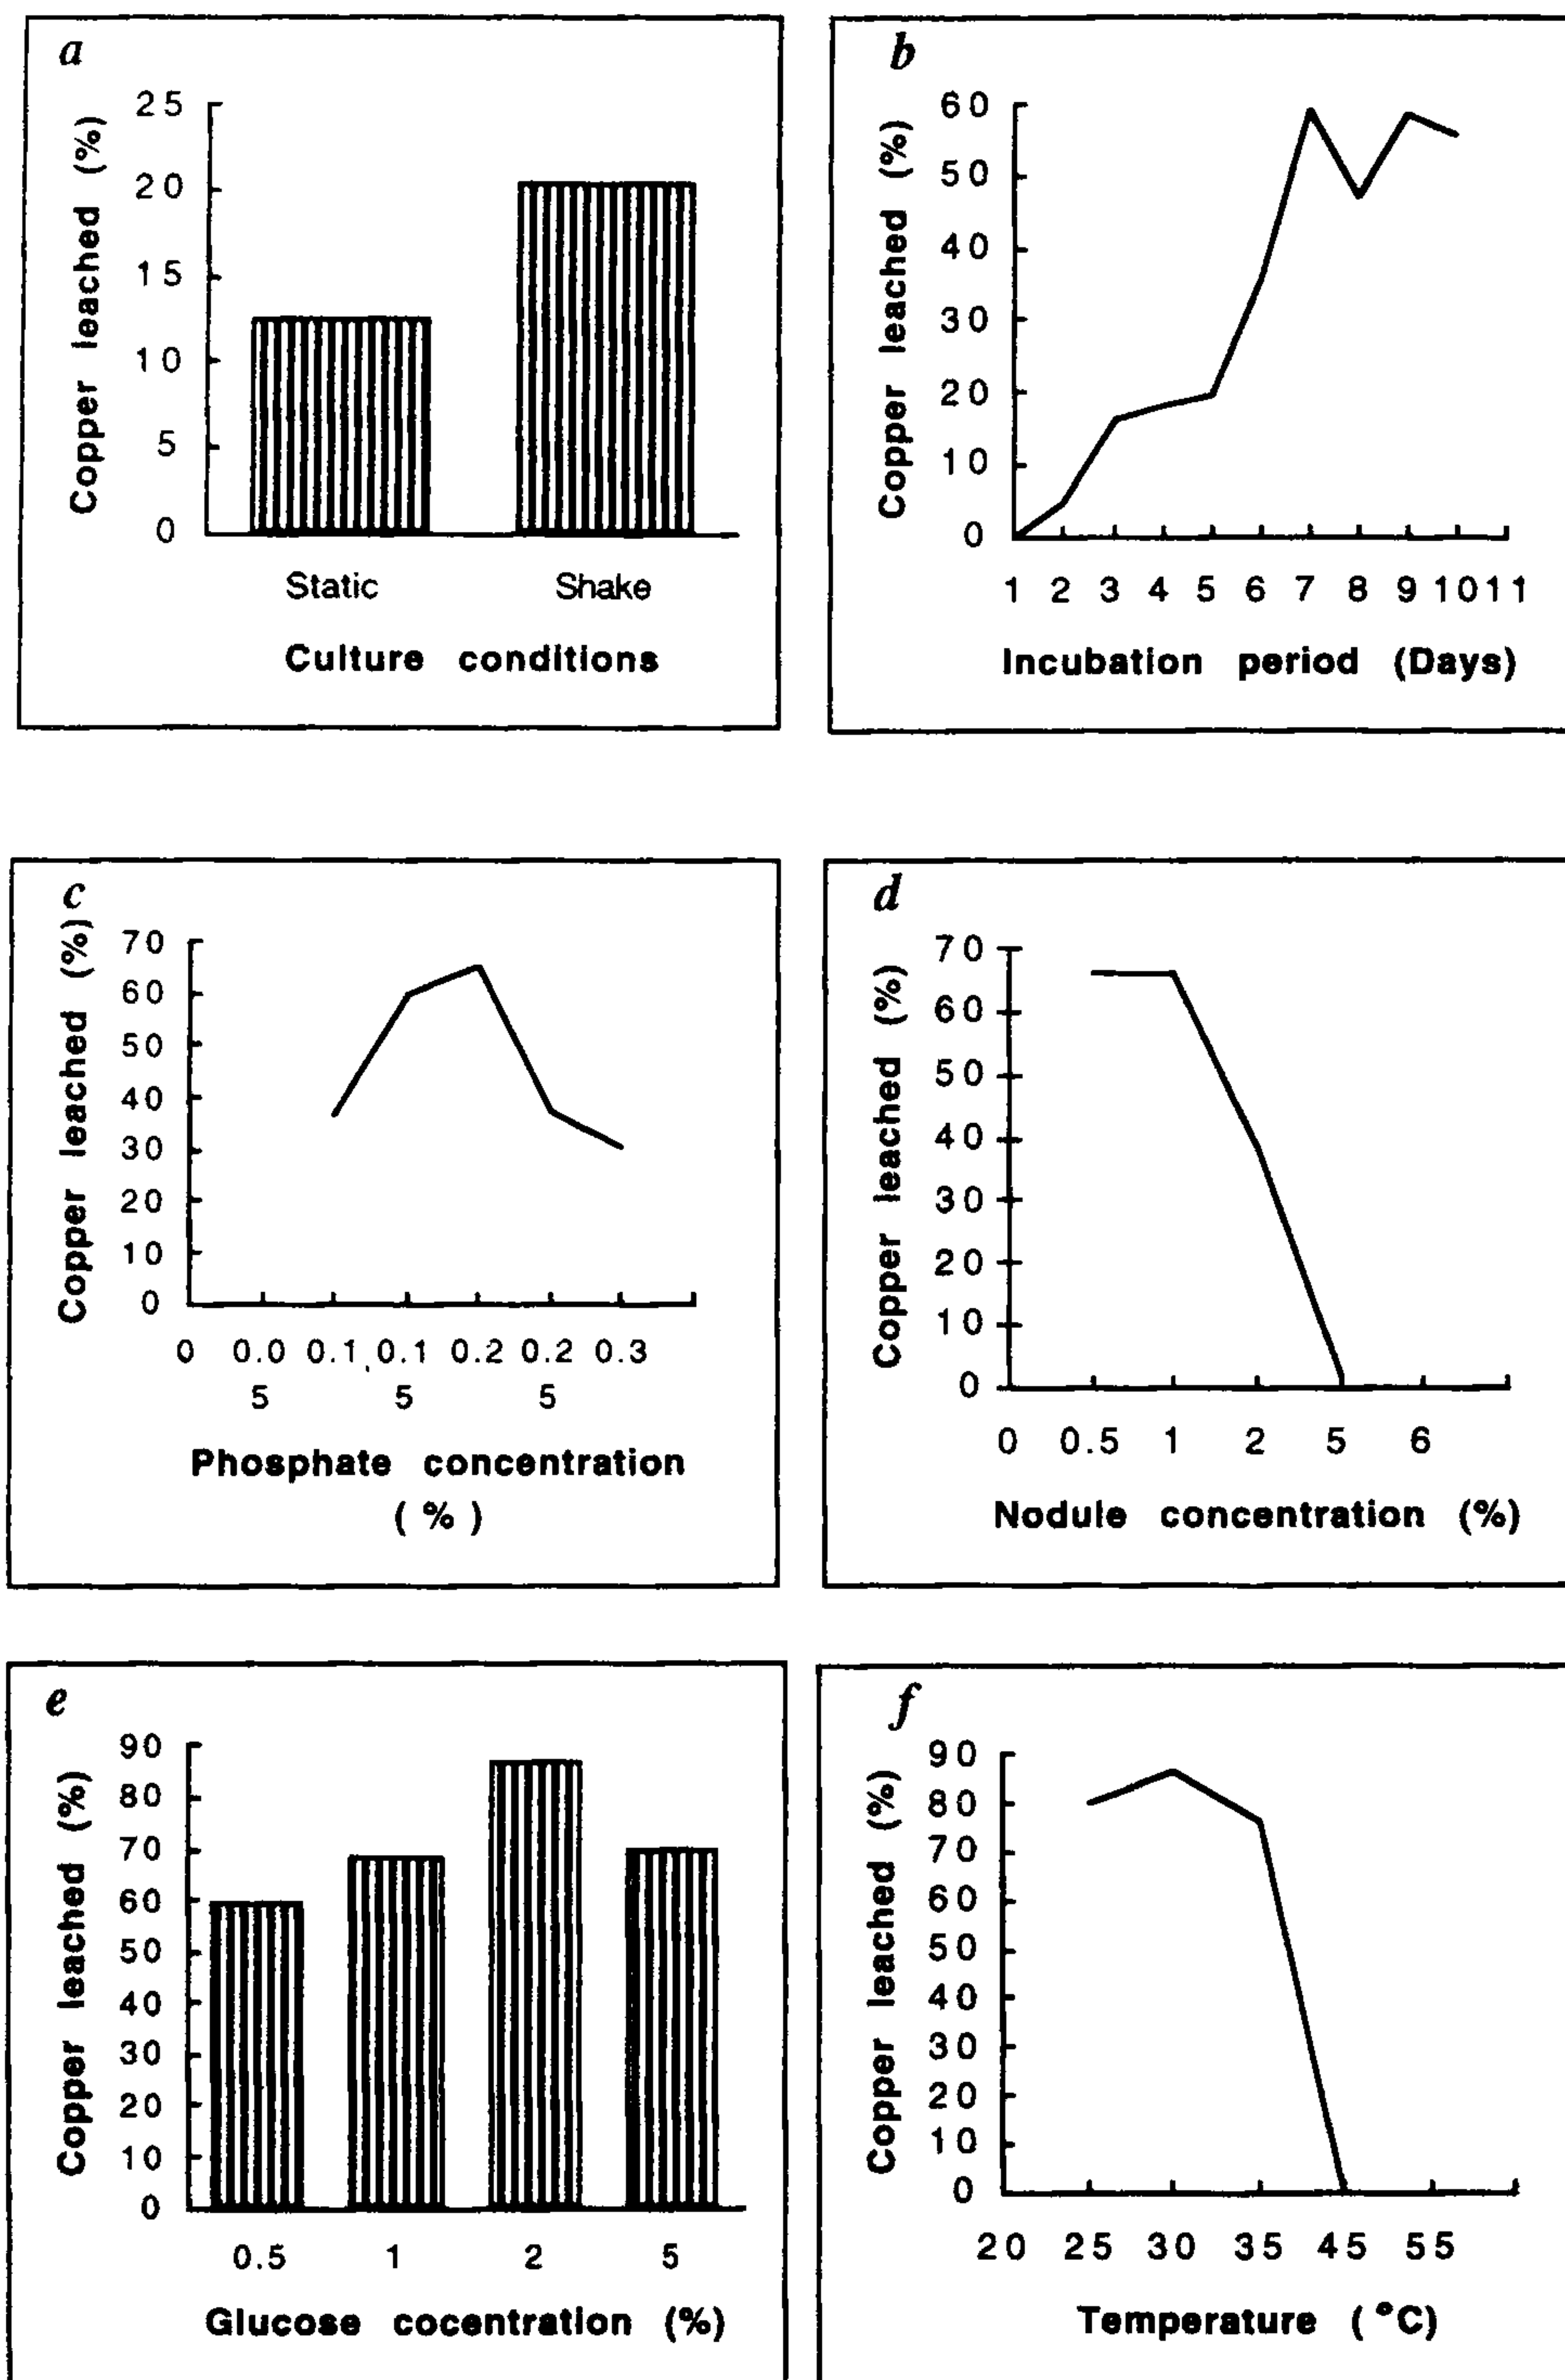 a
Copper leached (%)
25
20
15
10
5
0
Static Shake
Culture conditions
b
Copper leached (%)
60
50
40
30
20
10
0
1 2 3 4 5 6 7 8 9 10 11
Incubation period (Days)
c
Copper leached (%)
70
60
50
40
30
20
10
0
0 0.0 0.1 0.1 0.2 0.2 0.3
5 5 5
Phosphate concentration
(%)
d
Copper leached (%)
70
60
50
40
30
20
10
0
0 0.5 1 2 5 6
Nodule concentration (%)
e
Copper leached (%)
90
80
70
60
50
40
30
20
10
0
0.5 1 2 5
Glucose cocentration (%)
f
Copper leached (%)
90
80
70
60
50
40
30
20
10
0
20 25 30 35 45 55
Temperature (°C)